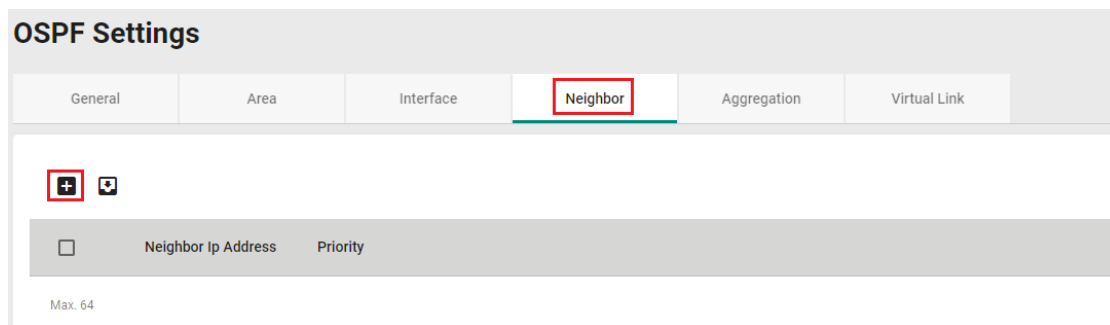 OSPF Settings
General Area Interface Neighbor Aggregation Virtual Link
Neighbor Ip Address Priority
Max. 64